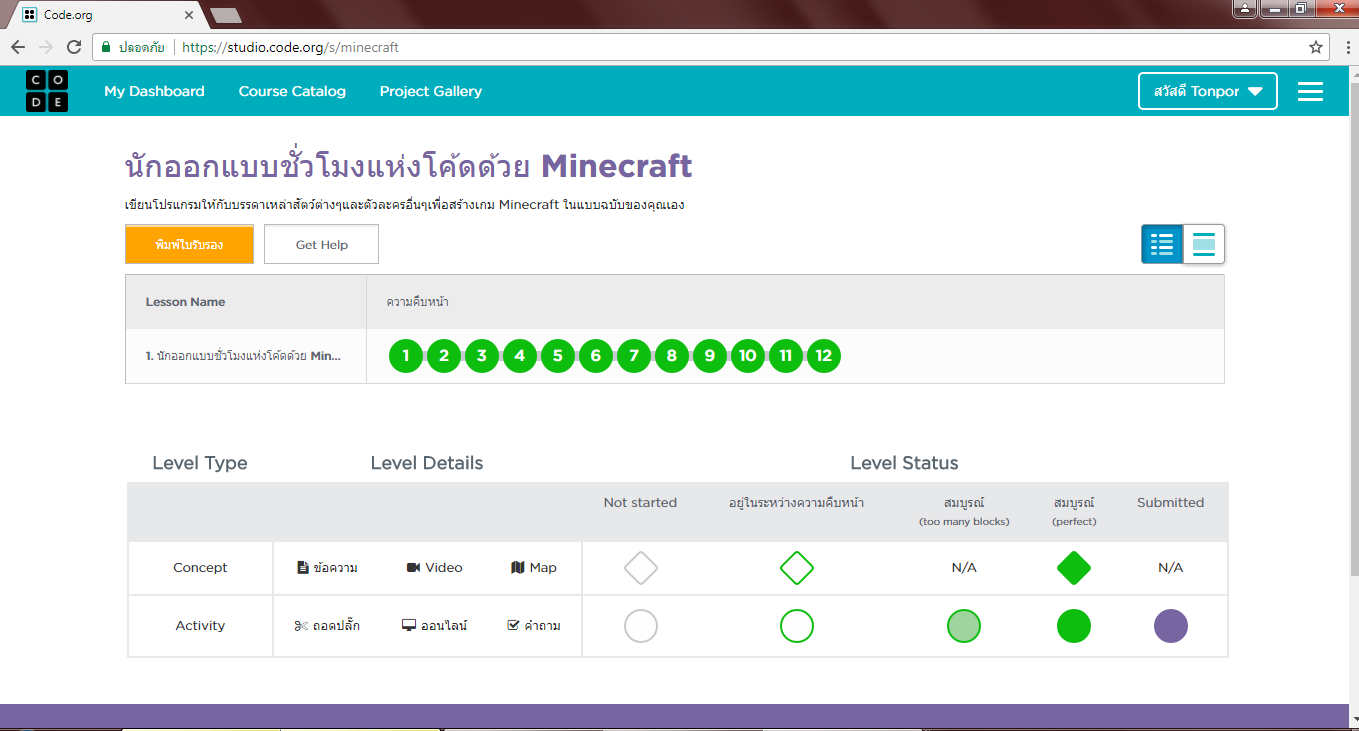 Code.org
ปลอดภัย https://studio.code.org/s/minecraft
CODE My Dashboard Course Catalog Project Gallery สวัสดี Tonpor
นักออกแบบชั่วโมงแห่งโค้ดด้วย Minecraft
เขียนโปรแกรมให้กับบรรดาเหล่าสัตว์ต่างๆและตัวละครอื่นๆเพื่อสร้างเกม Minecraft ในแบบฉบับของคุณเอง
พิมพ์ใบรับรอง Get Help
Lesson Name ความคืบหน้า
1. นักออกแบบชั่วโมงแห่งโค้ดด้วย Min... 1 2 3 4 5 6 7 8 9 10 11 12
Level Type Level Details Level Status
Not started อยู่ในระหว่างความคืบหน้า สมบูรณ์ (too many blocks) สมบูรณ์ (perfect) Submitted
Concept ข้อความ Video Map N/A N/A
Activity ถอดปลั๊ก ออนไลน์ คำถาม